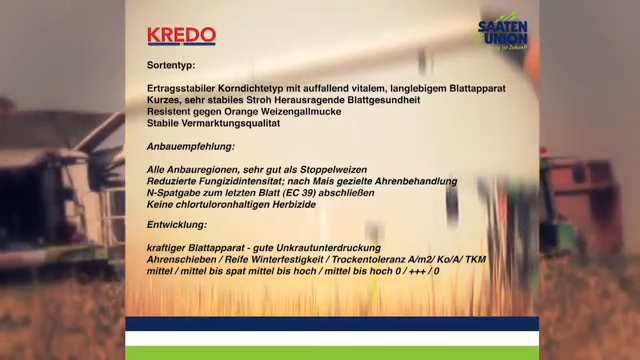 KREDO
SAATEN
UNION
ist Zukunft
Sortentyp:
Ertragsstabiler Korndichtetyp mit auffallend vitalem, langlebigem Blattapparat
Kurzes, sehr stabiles Stroh Herausragende Blattgesundheit
Resistent gegen Orange Weizengallmucke
Stabile Vermarktungsqualitat
Anbauempfehlung:
Alle Anbauregionen, sehr gut als Stoppelweizen
Reduzierte Fungizidintensitat; nach Mais gezielte Ahrenbehandlung
N-Spatgabe zum letzten Blatt (EC 39) abschließen
Keine chlortuloronhaltigen Herbizide
Entwicklung:
kraftiger Blattapparat - gute Unkrautunterdruckung
Ahrenschieben / Reife Winterfestigkeit / Trockentoleranz A/m2/ Ko/A/ TKM
mittel / mittel bis spat mittel bis hoch / mittel bis hoch 0 / +++ / 0